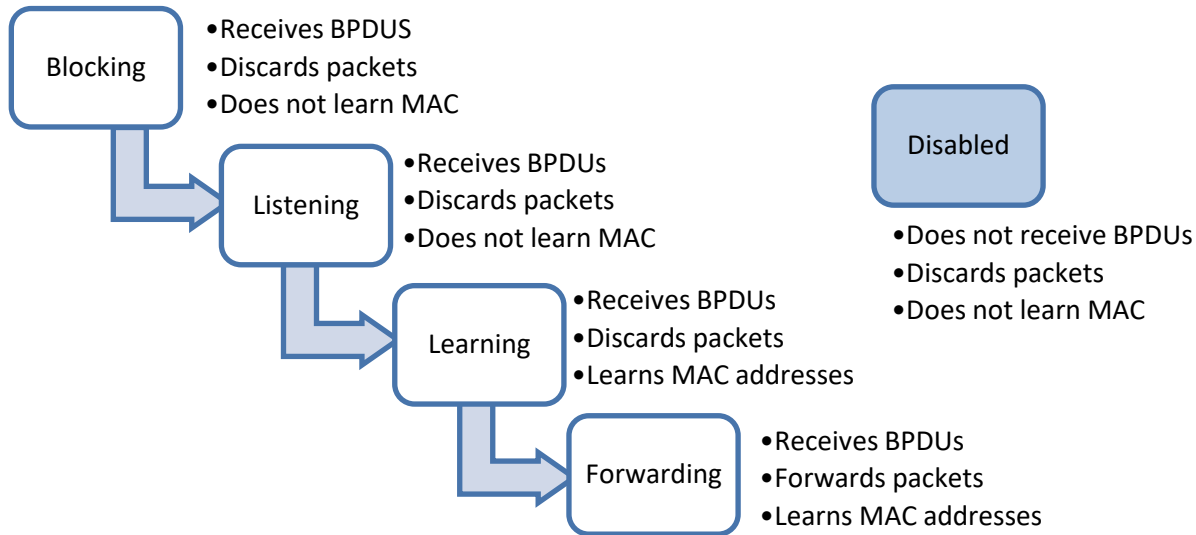 Blocking
•Receives BPDUS
•Discards packets
•Does not learn MAC
Listening
•Receives BPDUs
•Discards packets
•Does not learn MAC
Learning
•Receives BPDUs
•Discards packets
•Learns MAC addresses
Forwarding
•Receives BPDUs
•Forwards packets
•Learns MAC addresses
Disabled
•Does not receive BPDUs
•Discards packets
•Does not learn MAC